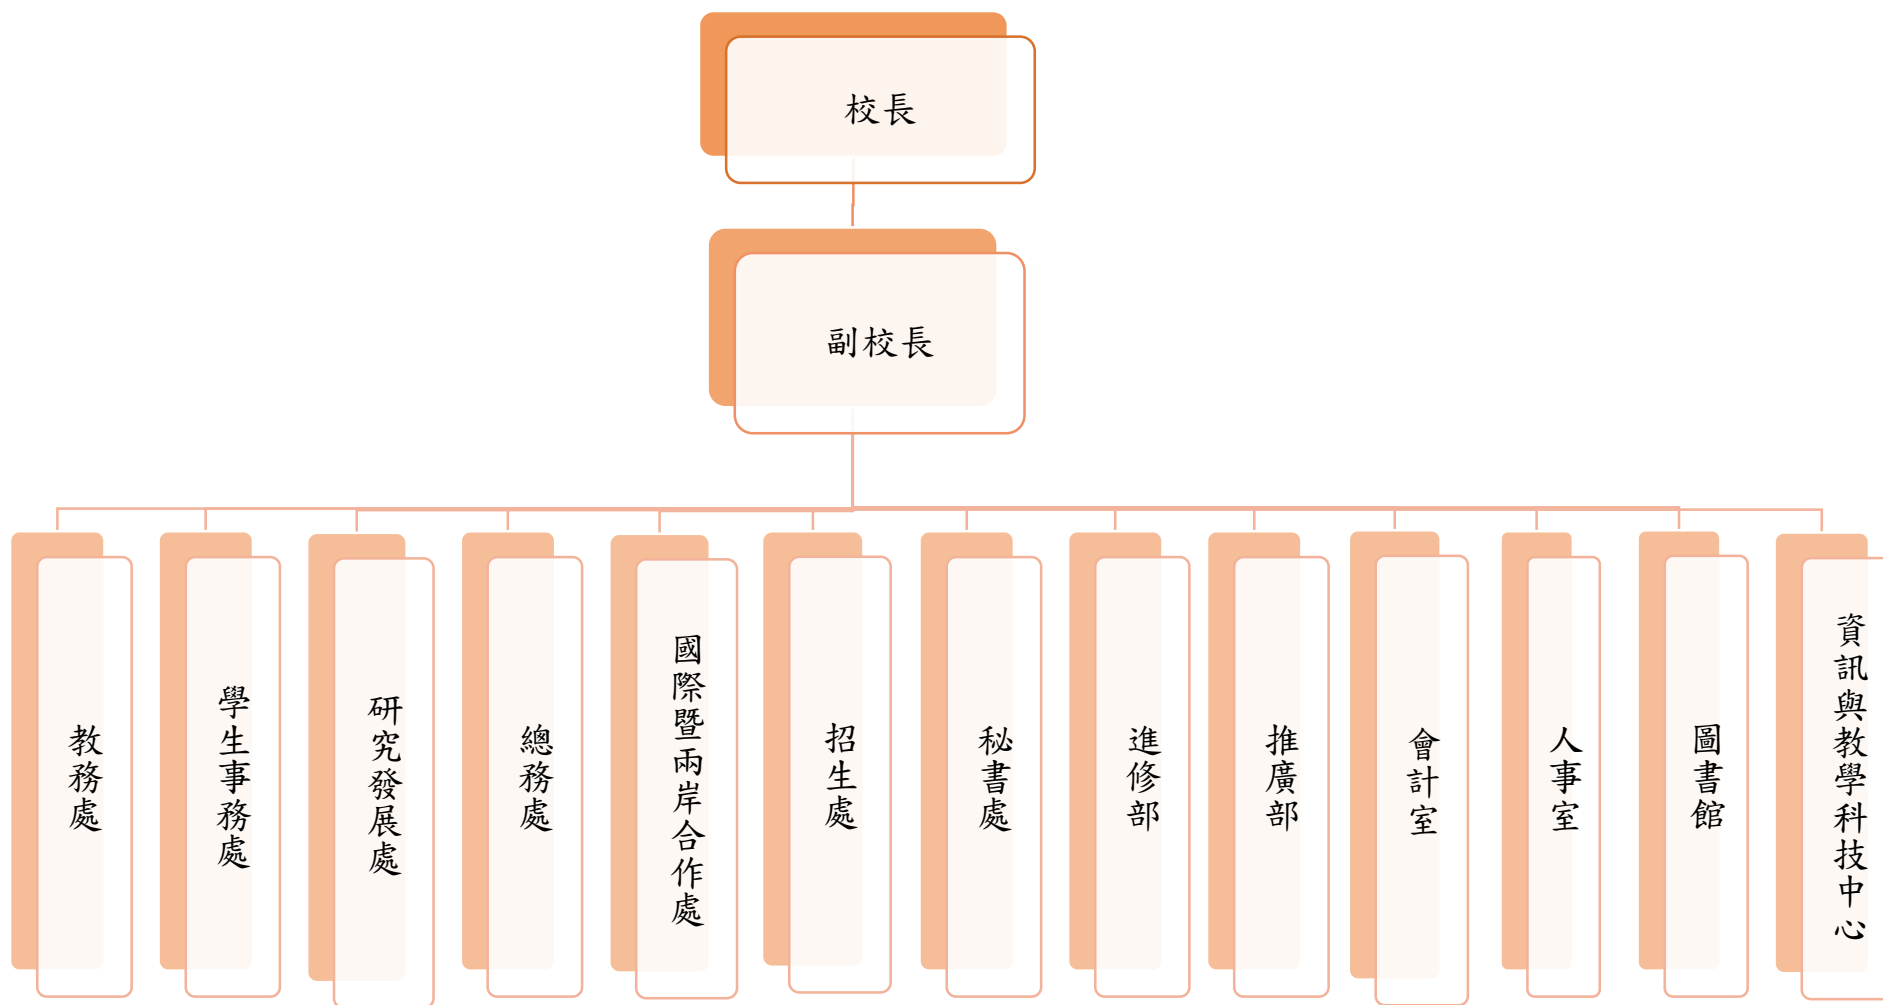 校長
副校長
教務處
學生事務處
研究發展處
總務處
國際暨兩岸合作處
招生處
秘書處
進修部
推廣部
會計室
人事室
圖書館
資訊與教學科技中心